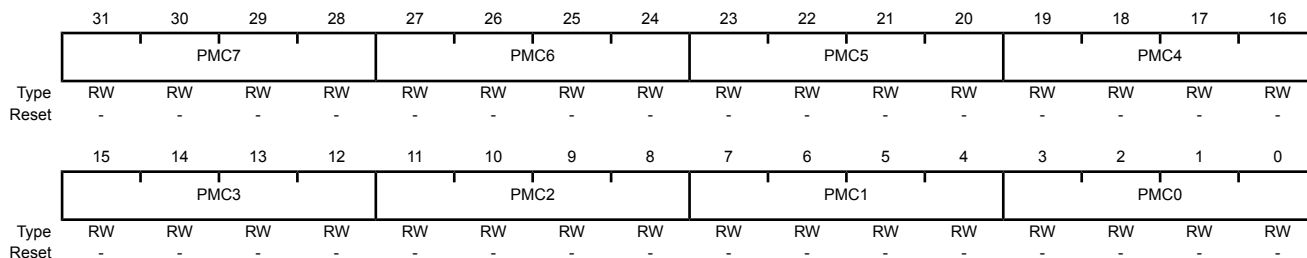 31 30 29 28 27 26 25 24 23 22 21 20 19 18 17 16
PMC7 PMC6 PMC5 PMC4
Type RW RW RW RW RW RW RW RW RW RW RW RW RW RW RW RW
Reset - - - - - - - - - - - - - - - -
15 14 13 12 11 10 9 8 7 6 5 4 3 2 1 0
PMC3 PMC2 PMC1 PMC0
Type RW RW RW RW RW RW RW RW RW RW RW RW RW RW RW RW
Reset - - - - - - - - - - - - - - - -